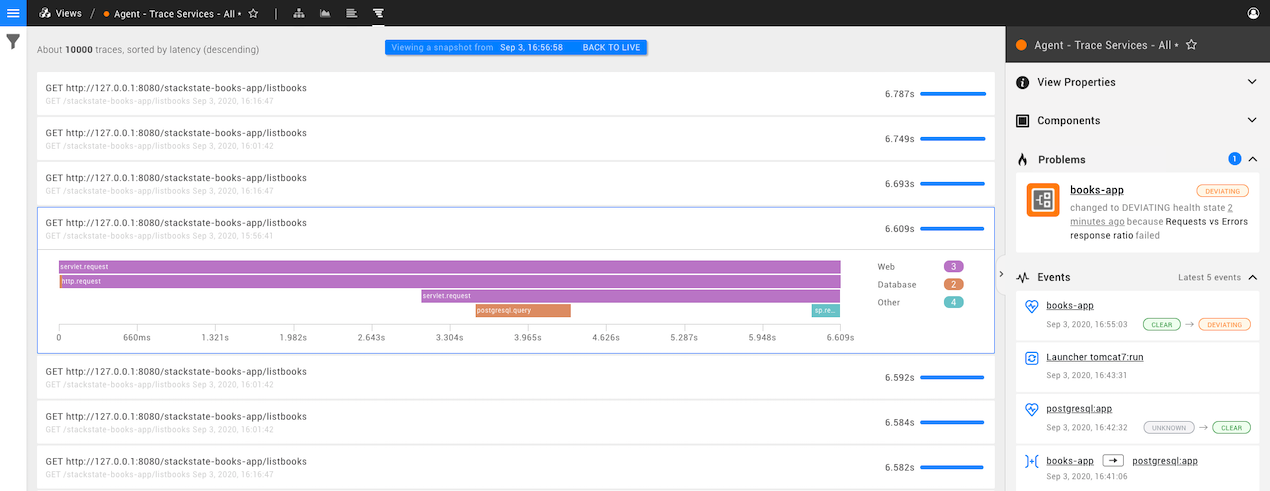 Views / Agent - Trace Services - All •
About 10000 traces, sorted by latency (descending)
Viewing a snapshot from Sep 3, 16:56:58 BACK TO LIVE
GET http://127.0.0.1:8080/stackstate-books-app/listbooks
GET /stackstate-books-app/listbooks Sep 3, 2020, 16:16:47
6.787s
GET http://127.0.0.1:8080/stackstate-books-app/listbooks
GET /stackstate-books-app/listbooks Sep 3, 2020, 16:01:42
6.749s
GET http://127.0.0.1:8080/stackstate-books-app/listbooks
GET /stackstate-books-app/listbooks Sep 3, 2020, 16:16:47
6.693s
GET http://127.0.0.1:8080/stackstate-books-app/listbooks
GET /stackstate-books-app/listbooks Sep 3, 2020, 15:56:41
6.609s
servlet.request
http.request
servlet.request
postgresql.query
sp.re...
0 660ms 1.321s 1.982s 2.643s 3.304s 3.965s 4.626s 5.287s 5.948s 6.609s
Web 3
Database 2
Other 4
GET http://127.0.0.1:8080/stackstate-books-app/listbooks
GET /stackstate-books-app/listbooks Sep 3, 2020, 16:01:42
6.592s
GET http://127.0.0.1:8080/stackstate-books-app/listbooks
GET /stackstate-books-app/listbooks Sep 3, 2020, 16:01:42
6.584s
GET http://127.0.0.1:8080/stackstate-books-app/listbooks
GET /stackstate-books-app/listbooks Sep 3, 2020, 16:16:47
6.582s
Agent - Trace Services - All •
View Properties
Components
Problems 1
books-app DEVIATING
changed to DEVIATING health state 2
minutes ago because Requests vs Errors
response ratio failed
Events Latest 5 events
books-app
Sep 3, 2020, 16:55:03 CLEAR → DEVIATING
Launcher tomcat7:run
Sep 3, 2020, 16:43:31
postgresql:app
Sep 3, 2020, 16:42:32 UNKNOWN → CLEAR
books-app → postgresql:app
Sep 3, 2020, 16:41:06